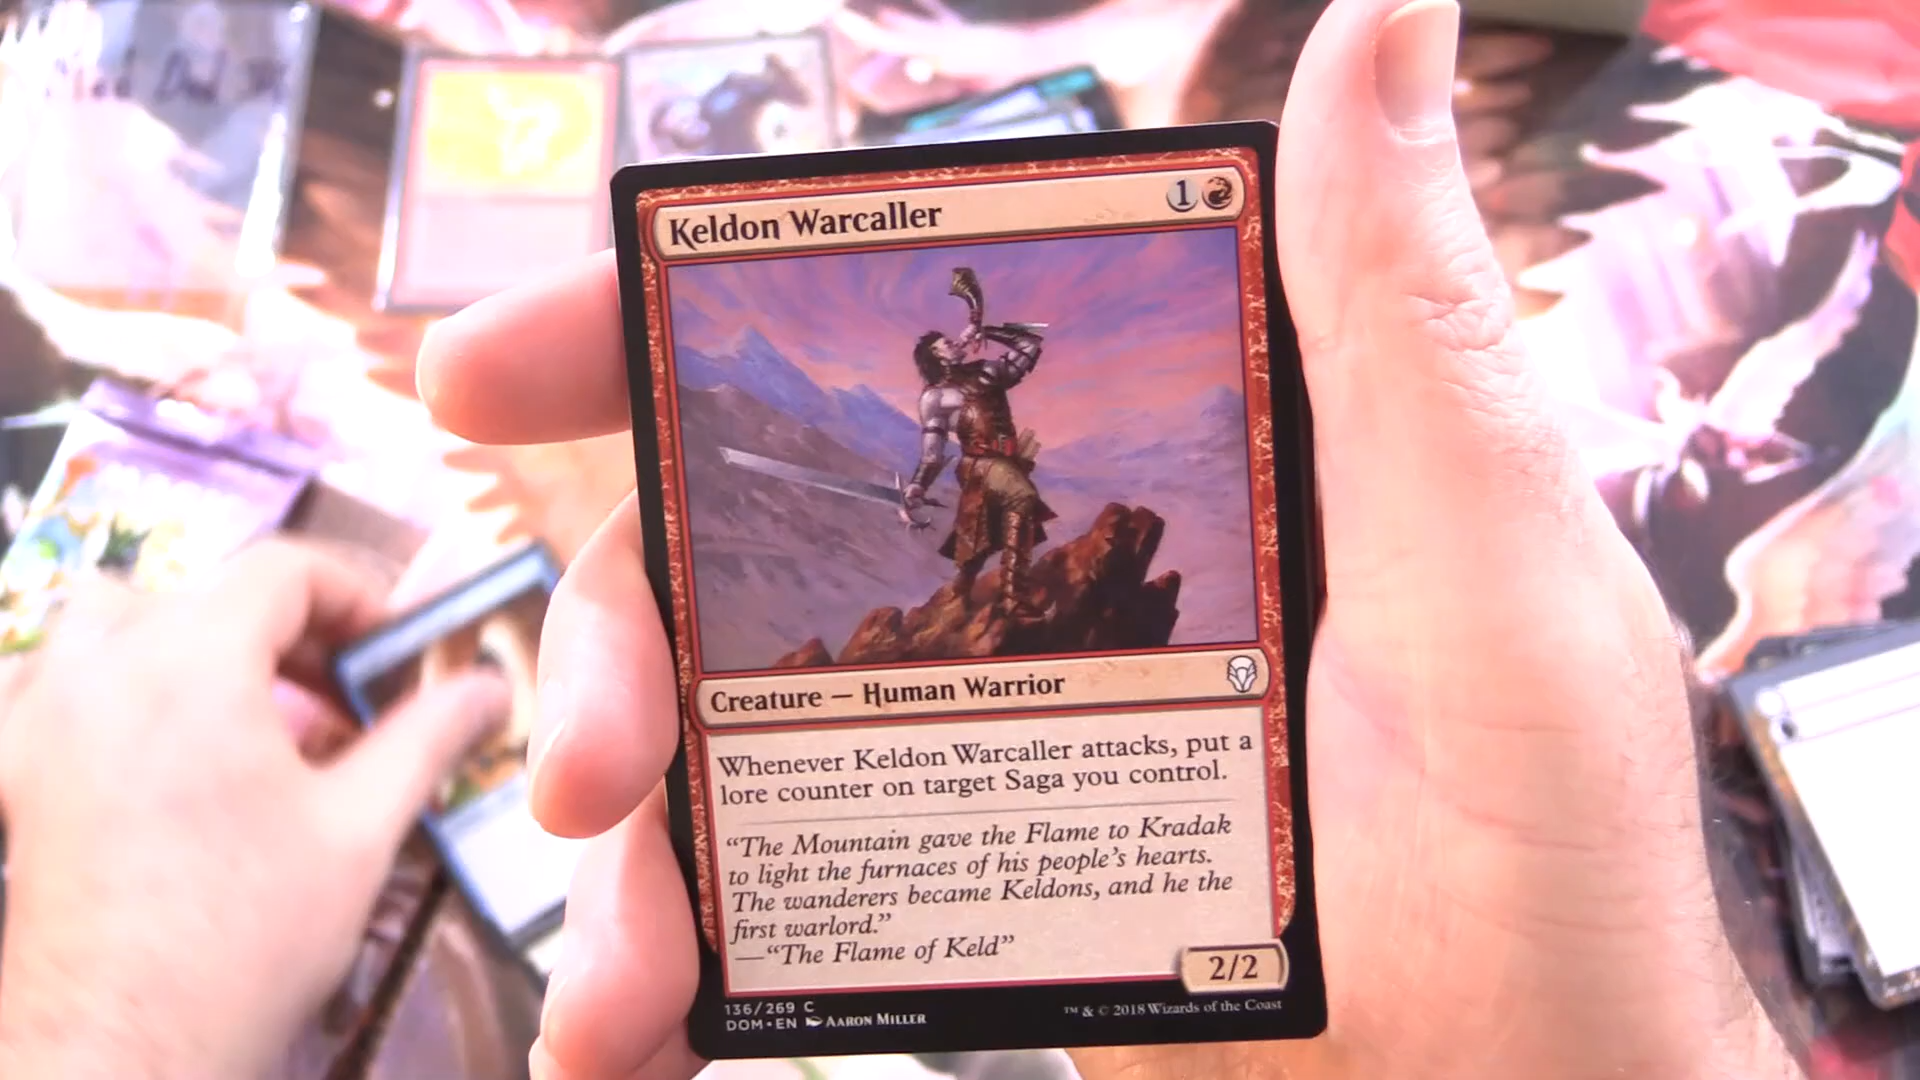 Keldon Warcaller
1
Creature — Human Warrior
Whenever Keldon Warcaller attacks, put a
lore counter on target Saga you control.
“The Mountain gave the Flame to Kradak
to light the furnaces of his people’s hearts.
The wanderers became Keldons, and he the
first warlord.”
—“The Flame of Keld”
2/2
136/269 C
DOM • EN AARON MILLER
™ & © 2018 Wizards of the Coast